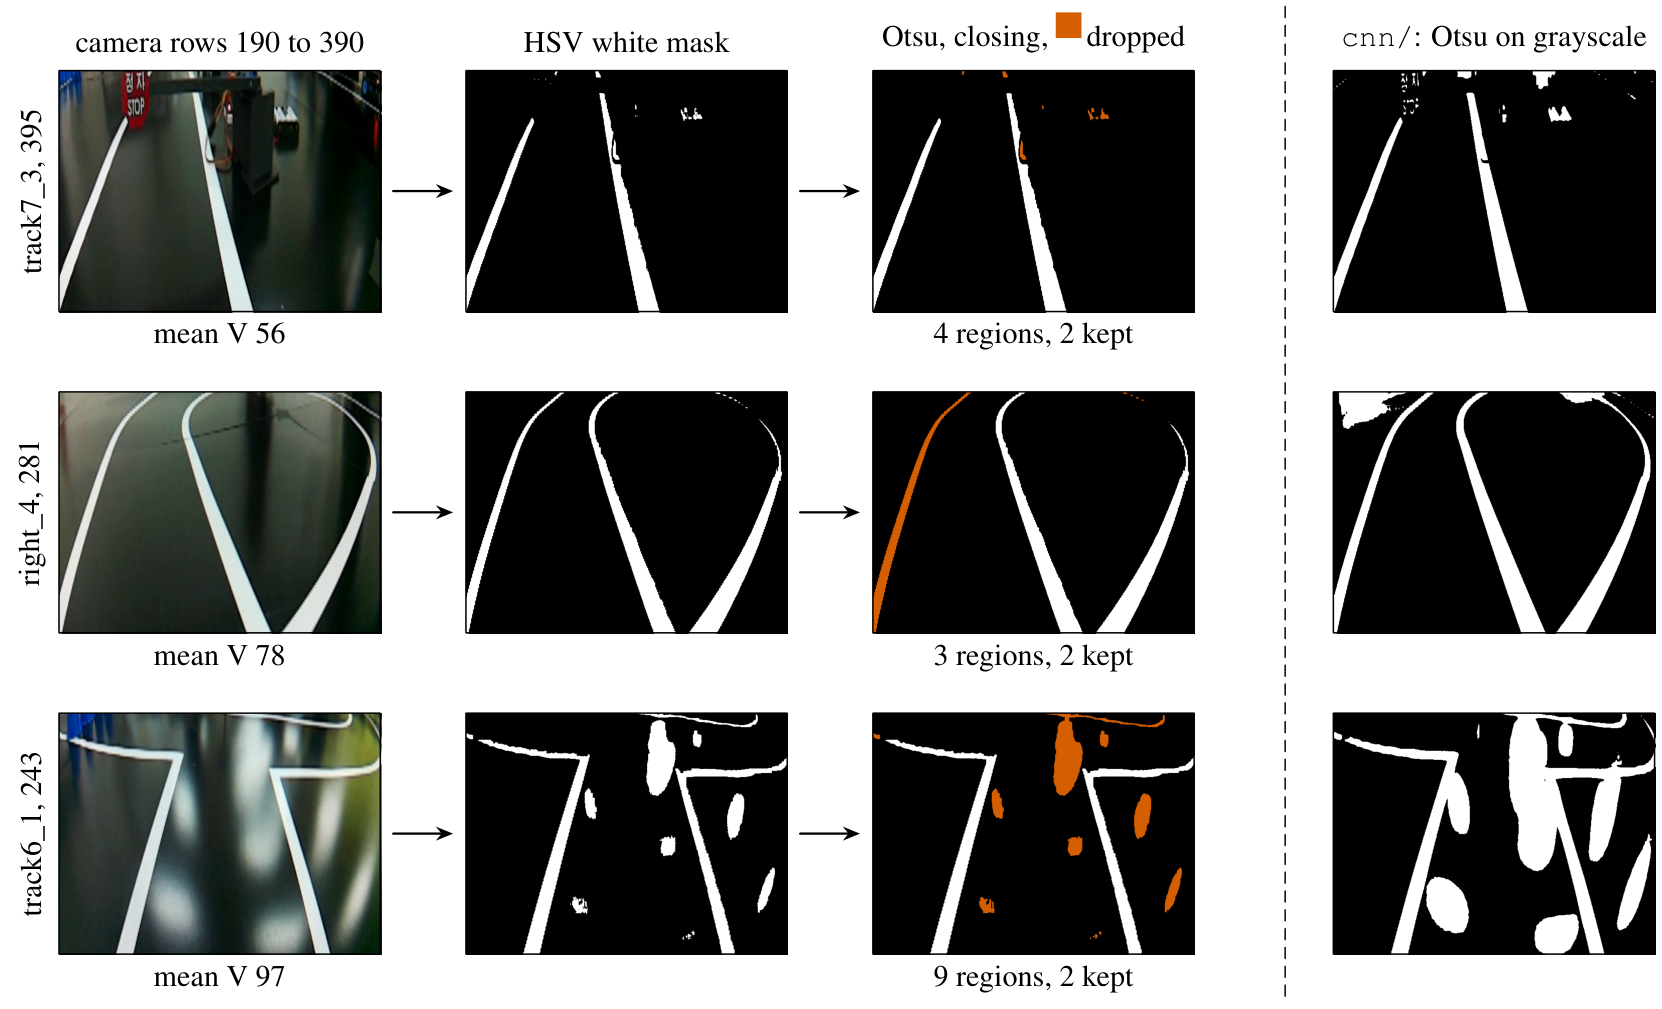 camera rows 190 to 390
HSV white mask
Otsu, closing, dropped
cnn/: Otsu on grayscale
track7_3, 395
정지
STOP
mean V 56
4 regions, 2 kept
right_4, 281
mean V 78
3 regions, 2 kept
track6_1, 243
mean V 97
9 regions, 2 kept